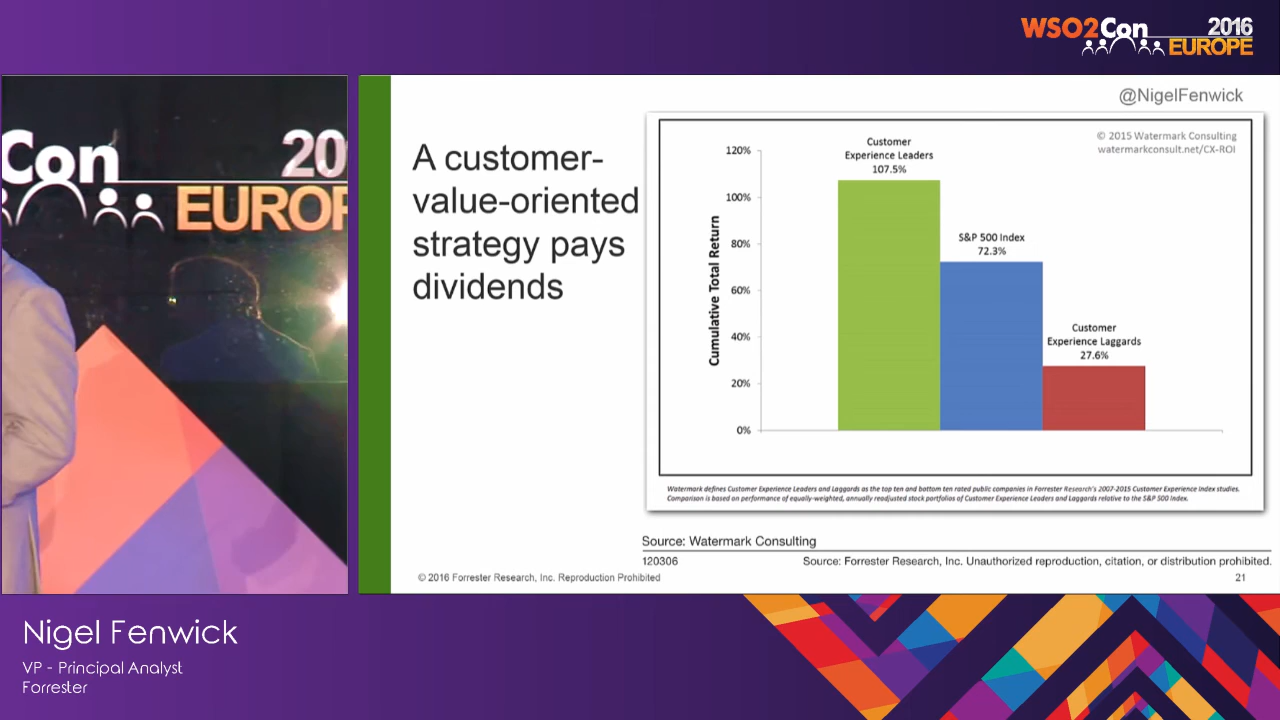 WSO2Con 2016
EUROPE
Con 20
EUROP
@NigelFenwick
A customer-
value-oriented
strategy pays
dividends
© 2015 Watermark Consulting
watermarkconsult.net/CX-ROI
Cumulative Total Return
120%
100%
80%
60%
40%
20%
0%
Customer
Experience Leaders
107.5%
S&P 500 Index
72.3%
Customer
Experience Laggards
27.6%
Watermark defines Customer Experience Leaders and Laggards as the top ten and bottom ten rated public companies in Forrester Research's 2007-2015 Customer Experience Index studies.
Comparison is based on performance of equally-weighted, annually readjusted stock portfolios of Customer Experience Leaders and Laggards relative to the S&P 500 Index.
Source: Watermark Consulting
120306 Source: Forrester Research, Inc. Unauthorized reproduction, citation, or distribution prohibited.
© 2016 Forrester Research, Inc. Reproduction Prohibited 21
Nigel Fenwick
VP - Principal Analyst
Forrester